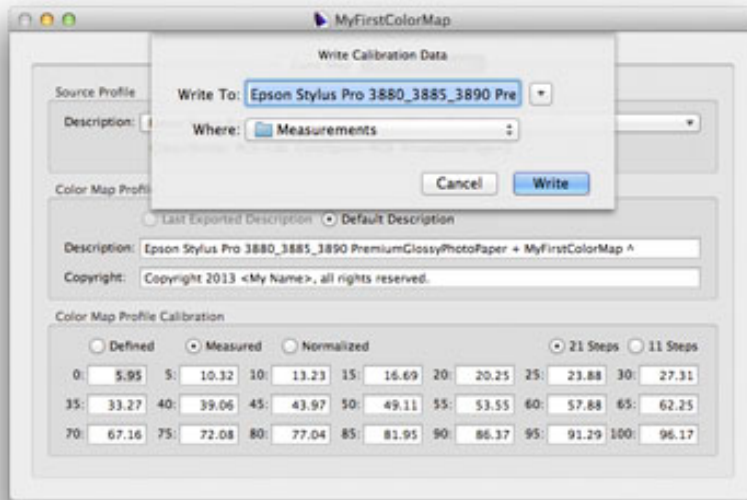 MyFirstColorMap
Write Calibration Data
Write To: Epson Stylus Pro 3880_3885_3890 Pre
Where: Measurements
Cancel Write
Source Profile
Description:
Color Map Profile
Last Exported Description Default Description
Description: Epson Stylus Pro 3880_3885_3890 PremiumGlossyPhotoPaper + MyFirstColorMap ^
Copyright: Copyright 2013 <My Name>, all rights reserved.
Color Map Profile Calibration
Defined Measured Normalized 21 Steps 11 Steps
0: 5.95 5: 10.32 10: 13.23 15: 16.69 20: 20.25 25: 23.88 30: 27.31
35: 33.27 40: 39.06 45: 43.97 50: 49.11 55: 53.55 60: 57.88 65: 62.25
70: 67.16 75: 72.08 80: 77.04 85: 81.95 90: 86.37 95: 91.29 100: 96.17